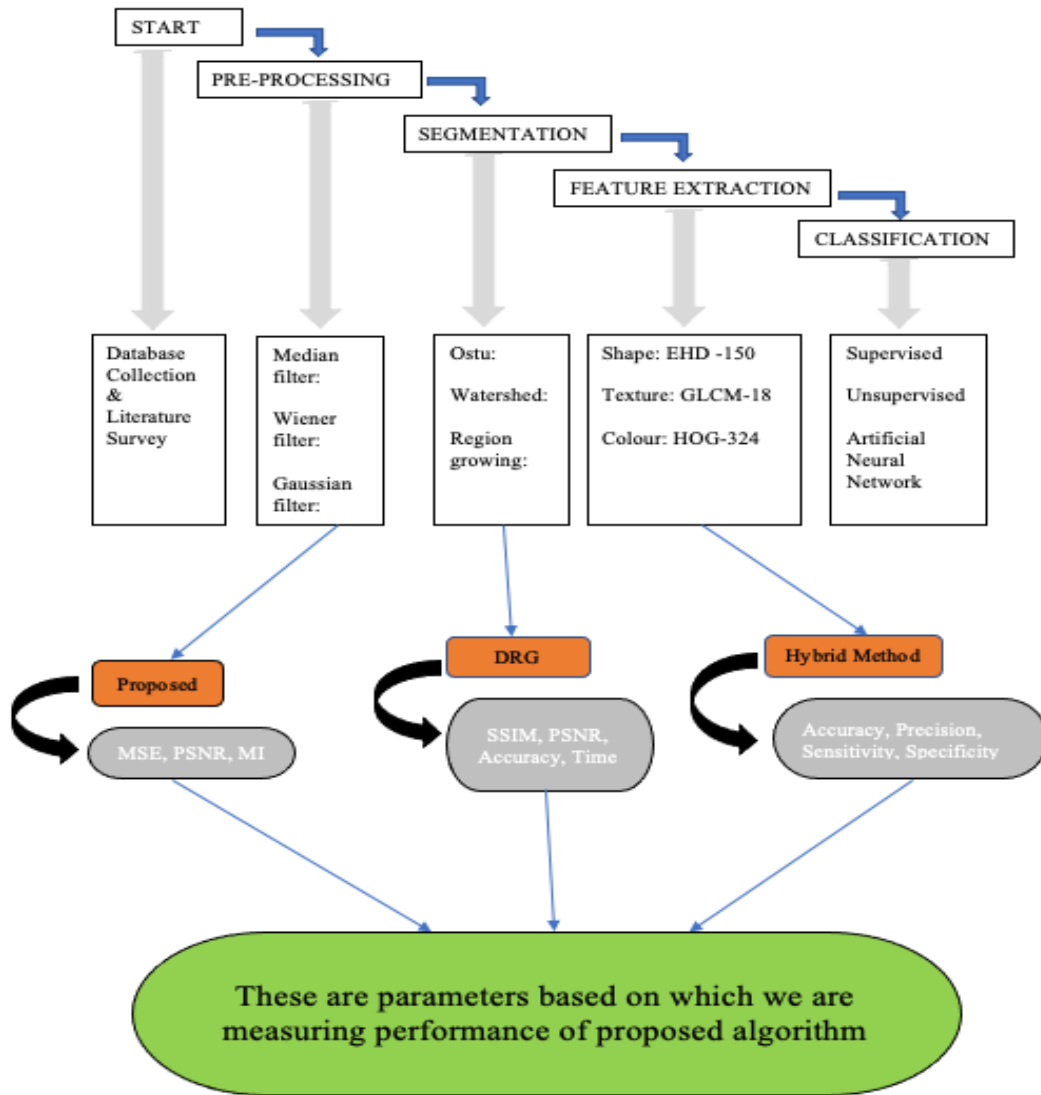 START
PRE-PROCESSING
SEGMENTATION
FEATURE EXTRACTION
CLASSIFICATION
Database
Collection
&
Literature
Survey
Median
filter:
Wiener
filter:
Gaussian
filter:
Ostu:
Watershed:
Region
growing:
Shape: EHD -150
Texture: GLCM-18
Colour: HOG-324
Supervised
Unsupervised
Artificial
Neural
Network
Proposed
DRG
Hybrid Method
MSE, PSNR, MI
SSIM, PSNR,
Accuracy, Time
Accuracy, Precision,
Sensitivity, Specificity
These are parameters based on which we are
measuring performance of proposed algorithm